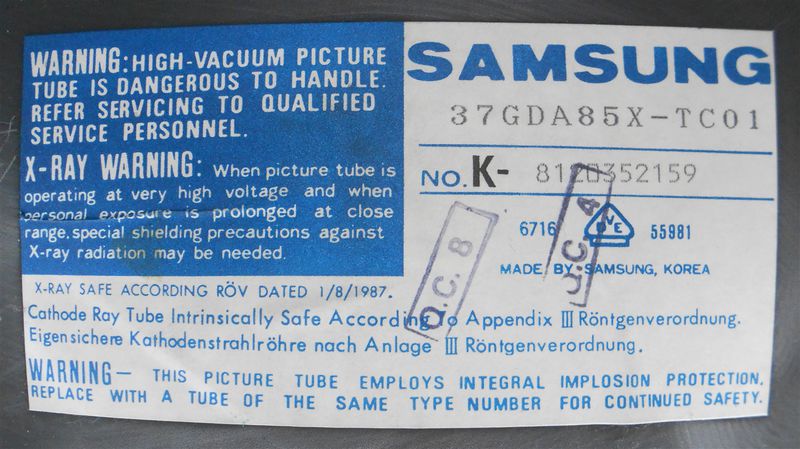 WARNING: HIGH-VACUUM PICTURE
TUBE IS DANGEROUS TO HANDLE.
REFER SERVICING TO QUALIFIED
SERVICE PERSONNEL.
X-RAY WARNING: When picture tube is
operating at very high voltage and when
personal exposure is prolonged at close
range, special shielding precautions against
X-ray radiation may be needed.
SAMSUNG
37GDA85X-TC01
NO. K- 812 352159
6716 DVE 55981
MADE BY SAMSUNG, KOREA
Q.C. 8
Q.C. 4
X-RAY SAFE ACCORDING RÖV DATED 1/8/1987.
Cathode Ray Tube Intrinsically Safe According to Appendix III Röntgenverordnung.
Eigensichere Kathodenstrahlröhre nach Anlage III Röntgenverordnung.
WARNING— THIS PICTURE TUBE EMPLOYS INTEGRAL IMPLOSION PROTECTION.
REPLACE WITH A TUBE OF THE SAME TYPE NUMBER FOR CONTINUED SAFETY.